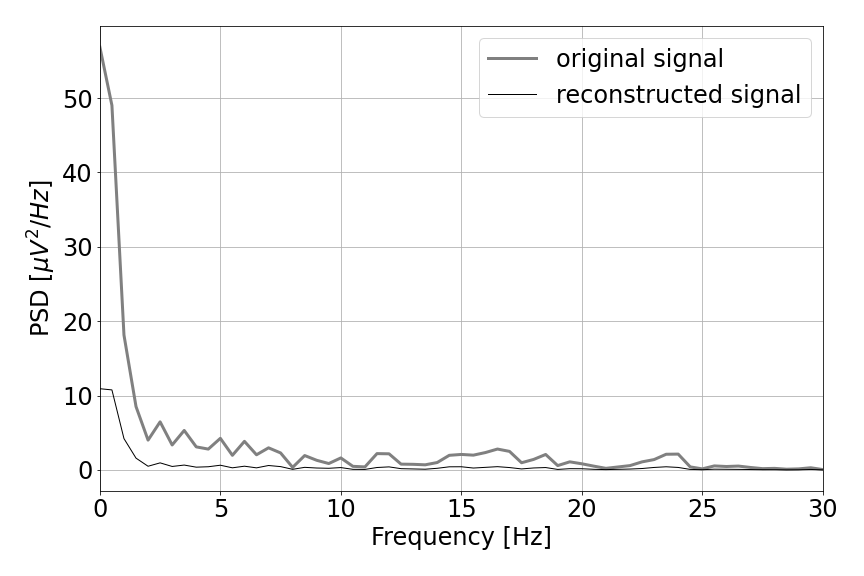 original signal
reconstructed signal
PSD [μV²/Hz]
50
40
30
20
10
0
0 5 10 15 20 25 30
Frequency [Hz]